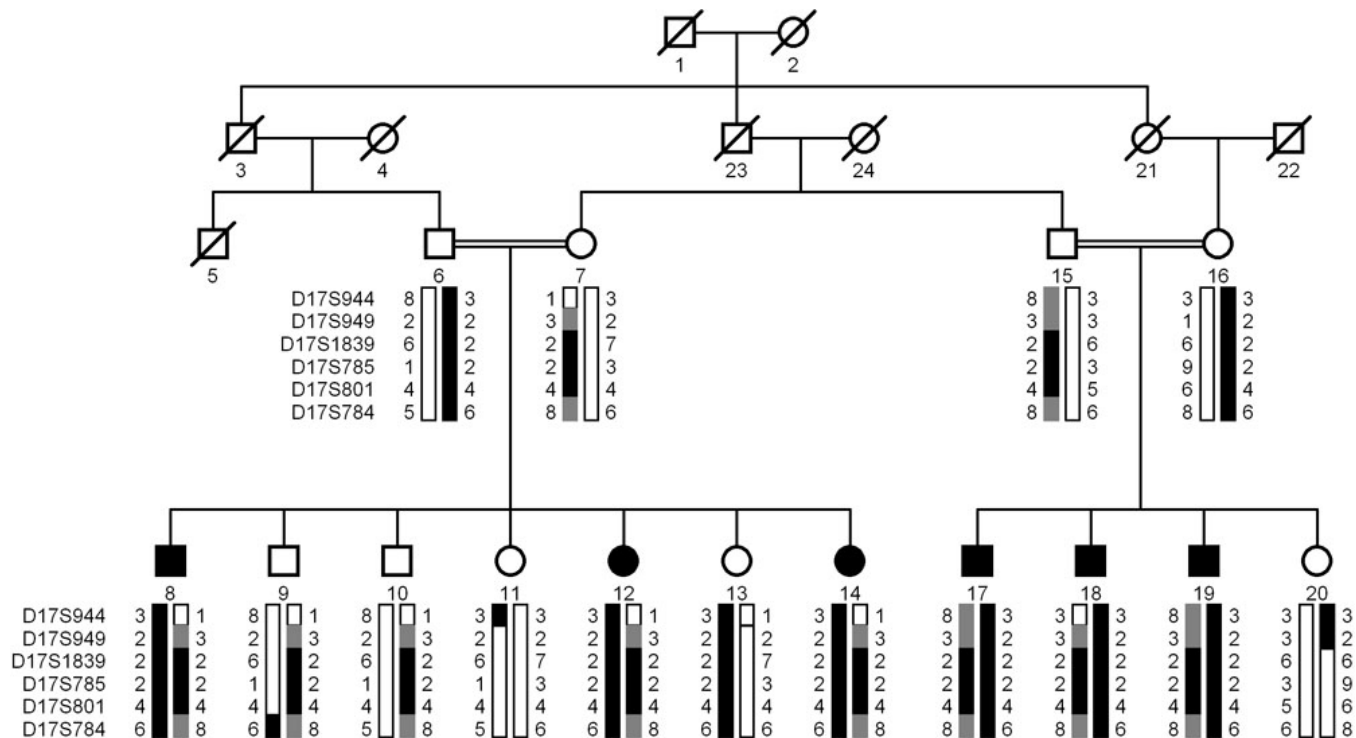 1 2
3 4 23 24 21 22
5 6 7 15 16
D17S944 8 3 1 3 8 3 3 3
D17S949 2 2 3 2 3 3 1 2
D17S1839 6 2 2 7 2 6 6 2
D17S785 1 2 2 3 2 3 9 2
D17S801 4 4 4 4 4 5 6 4
D17S784 5 6 8 6 8 6 8 6
8 9 10 11 12 13 14 17 18 19 20
D17S944 3 1 8 1 8 1 3 3 3 1 3 1 3 1 8 3 3 3 8 3 3 3
D17S949 2 3 2 3 2 3 2 2 2 3 2 2 2 3 3 2 3 2 3 2 3 2
D17S1839 2 2 6 2 6 2 6 7 2 2 2 7 2 2 2 2 2 2 2 2 6 6
D17S785 2 2 1 2 1 2 1 3 2 2 2 3 2 2 2 2 2 2 2 2 3 9
D17S801 4 4 4 4 4 4 4 4 4 4 4 4 4 4 4 4 4 4 4 4 5 6
D17S784 6 8 6 8 5 8 5 6 6 8 6 6 6 8 8 6 8 6 8 6 6 8